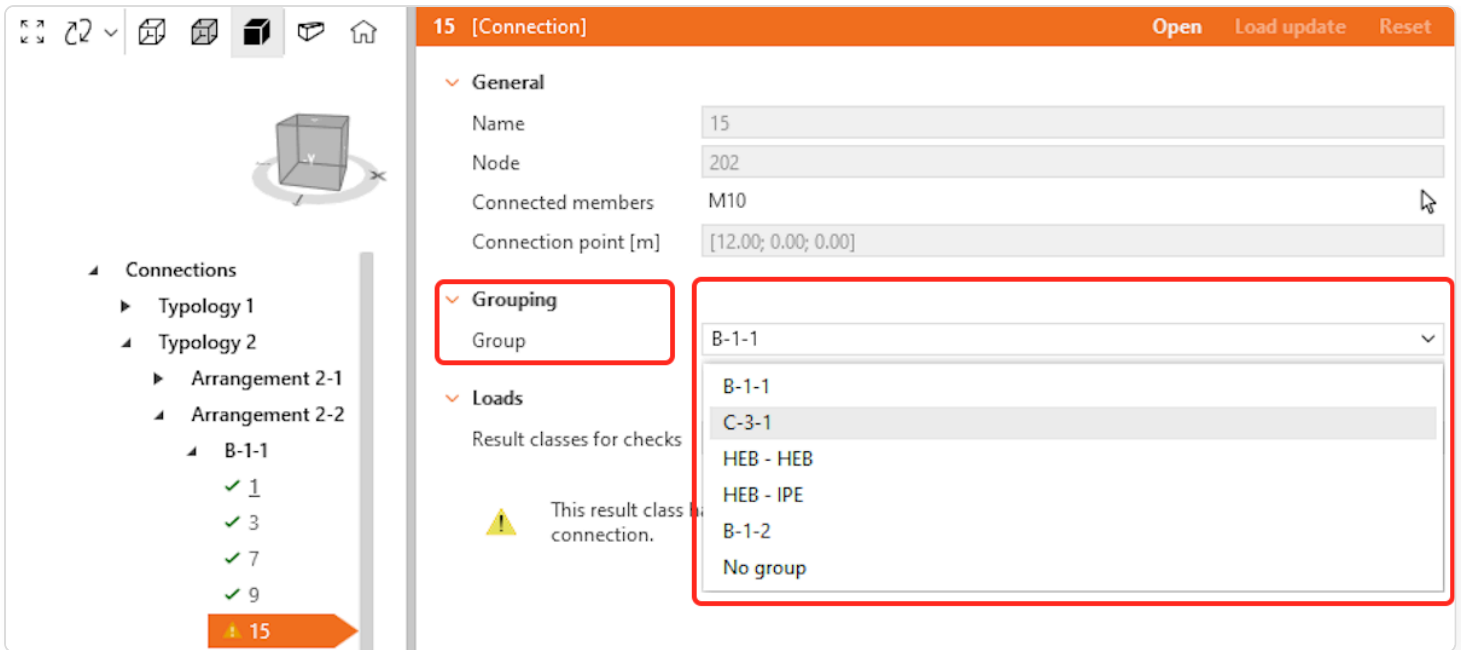 15 [Connection]
Open
Load update
Reset
General
Name
15
Node
202
Connected members
M10
Connection point [m]
[12.00; 0.00; 0.00]
Grouping
Group
B-1-1
B-1-1
C-3-1
HEB - HEB
HEB - IPE
B-1-2
No group
Loads
Result classes for checks
This result class
connection.
Connections
Typology 1
Typology 2
Arrangement 2-1
Arrangement 2-2
B-1-1
1
3
7
9
15